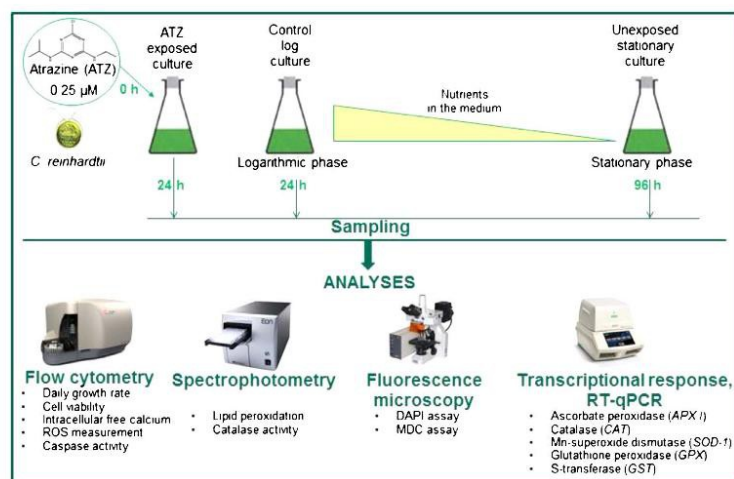 ATZ
exposed
culture
Control
log
culture
Unexposed
stationary
culture
Atrazine (ATZ)
0 25 µM
0 h
Nutrients
in the medium
C reinhardtii
Logarithmic phase
Stationary phase
24 h
24 h
96 h
Sampling
ANALYSES
Flow cytometry
• Daily growth rate
• Cell viability
• Intracellular free calcium
• ROS measurement
• Caspase activity
Spectrophotometry
• Lipid peroxidation
• Catalase activity
Fluorescence
microscopy
• DAPI assay
• MDC assay
Transcriptional response,
RT-qPCR
• Ascorbate peroxidase (APX I)
• Catalase (CAT)
• Mn-superoxide dismutase (SOD-1)
• Glutathione peroxidase (GPX)
• S-transferase (GST)